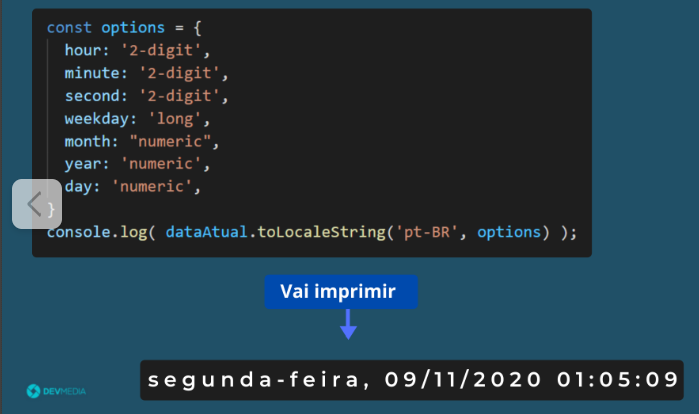 const options = {
hour: '2-digit',
minute: '2-digit',
second: '2-digit',
weekday: 'long',
month: "numeric",
year: 'numeric',
day: 'numeric',
}
console.log( dataAtual.toLocaleString('pt-BR', options) );
Vai imprimir
segunda-feira, 09/11/2020 01:05:09
DEVMEDIA